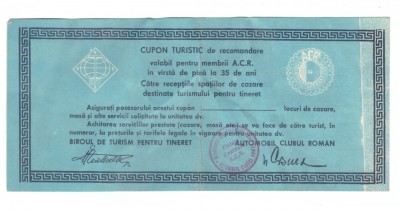 CUPON TURISTIC de recomandare
valabil pentru membrii A.C.R.
în vîrstă de pînă la 35 de ani
Către recepțiile spațiilor de cazare
destinate turismului pentru tineret
A C R
Asigurați posesorului acestui cupon locuri de cazare,
masă și alte servicii solicitate la unitatea dv.
Achitarea serviciilor prestate (cazare, masă etc) se va face de către turist, în
numerar, la prețurile și tarifele legale în vigoare pentru unitatea dv.
BIROUL DE TURISM PENTRU TINERET AUTOMOBIL CLUBUL ROMAN